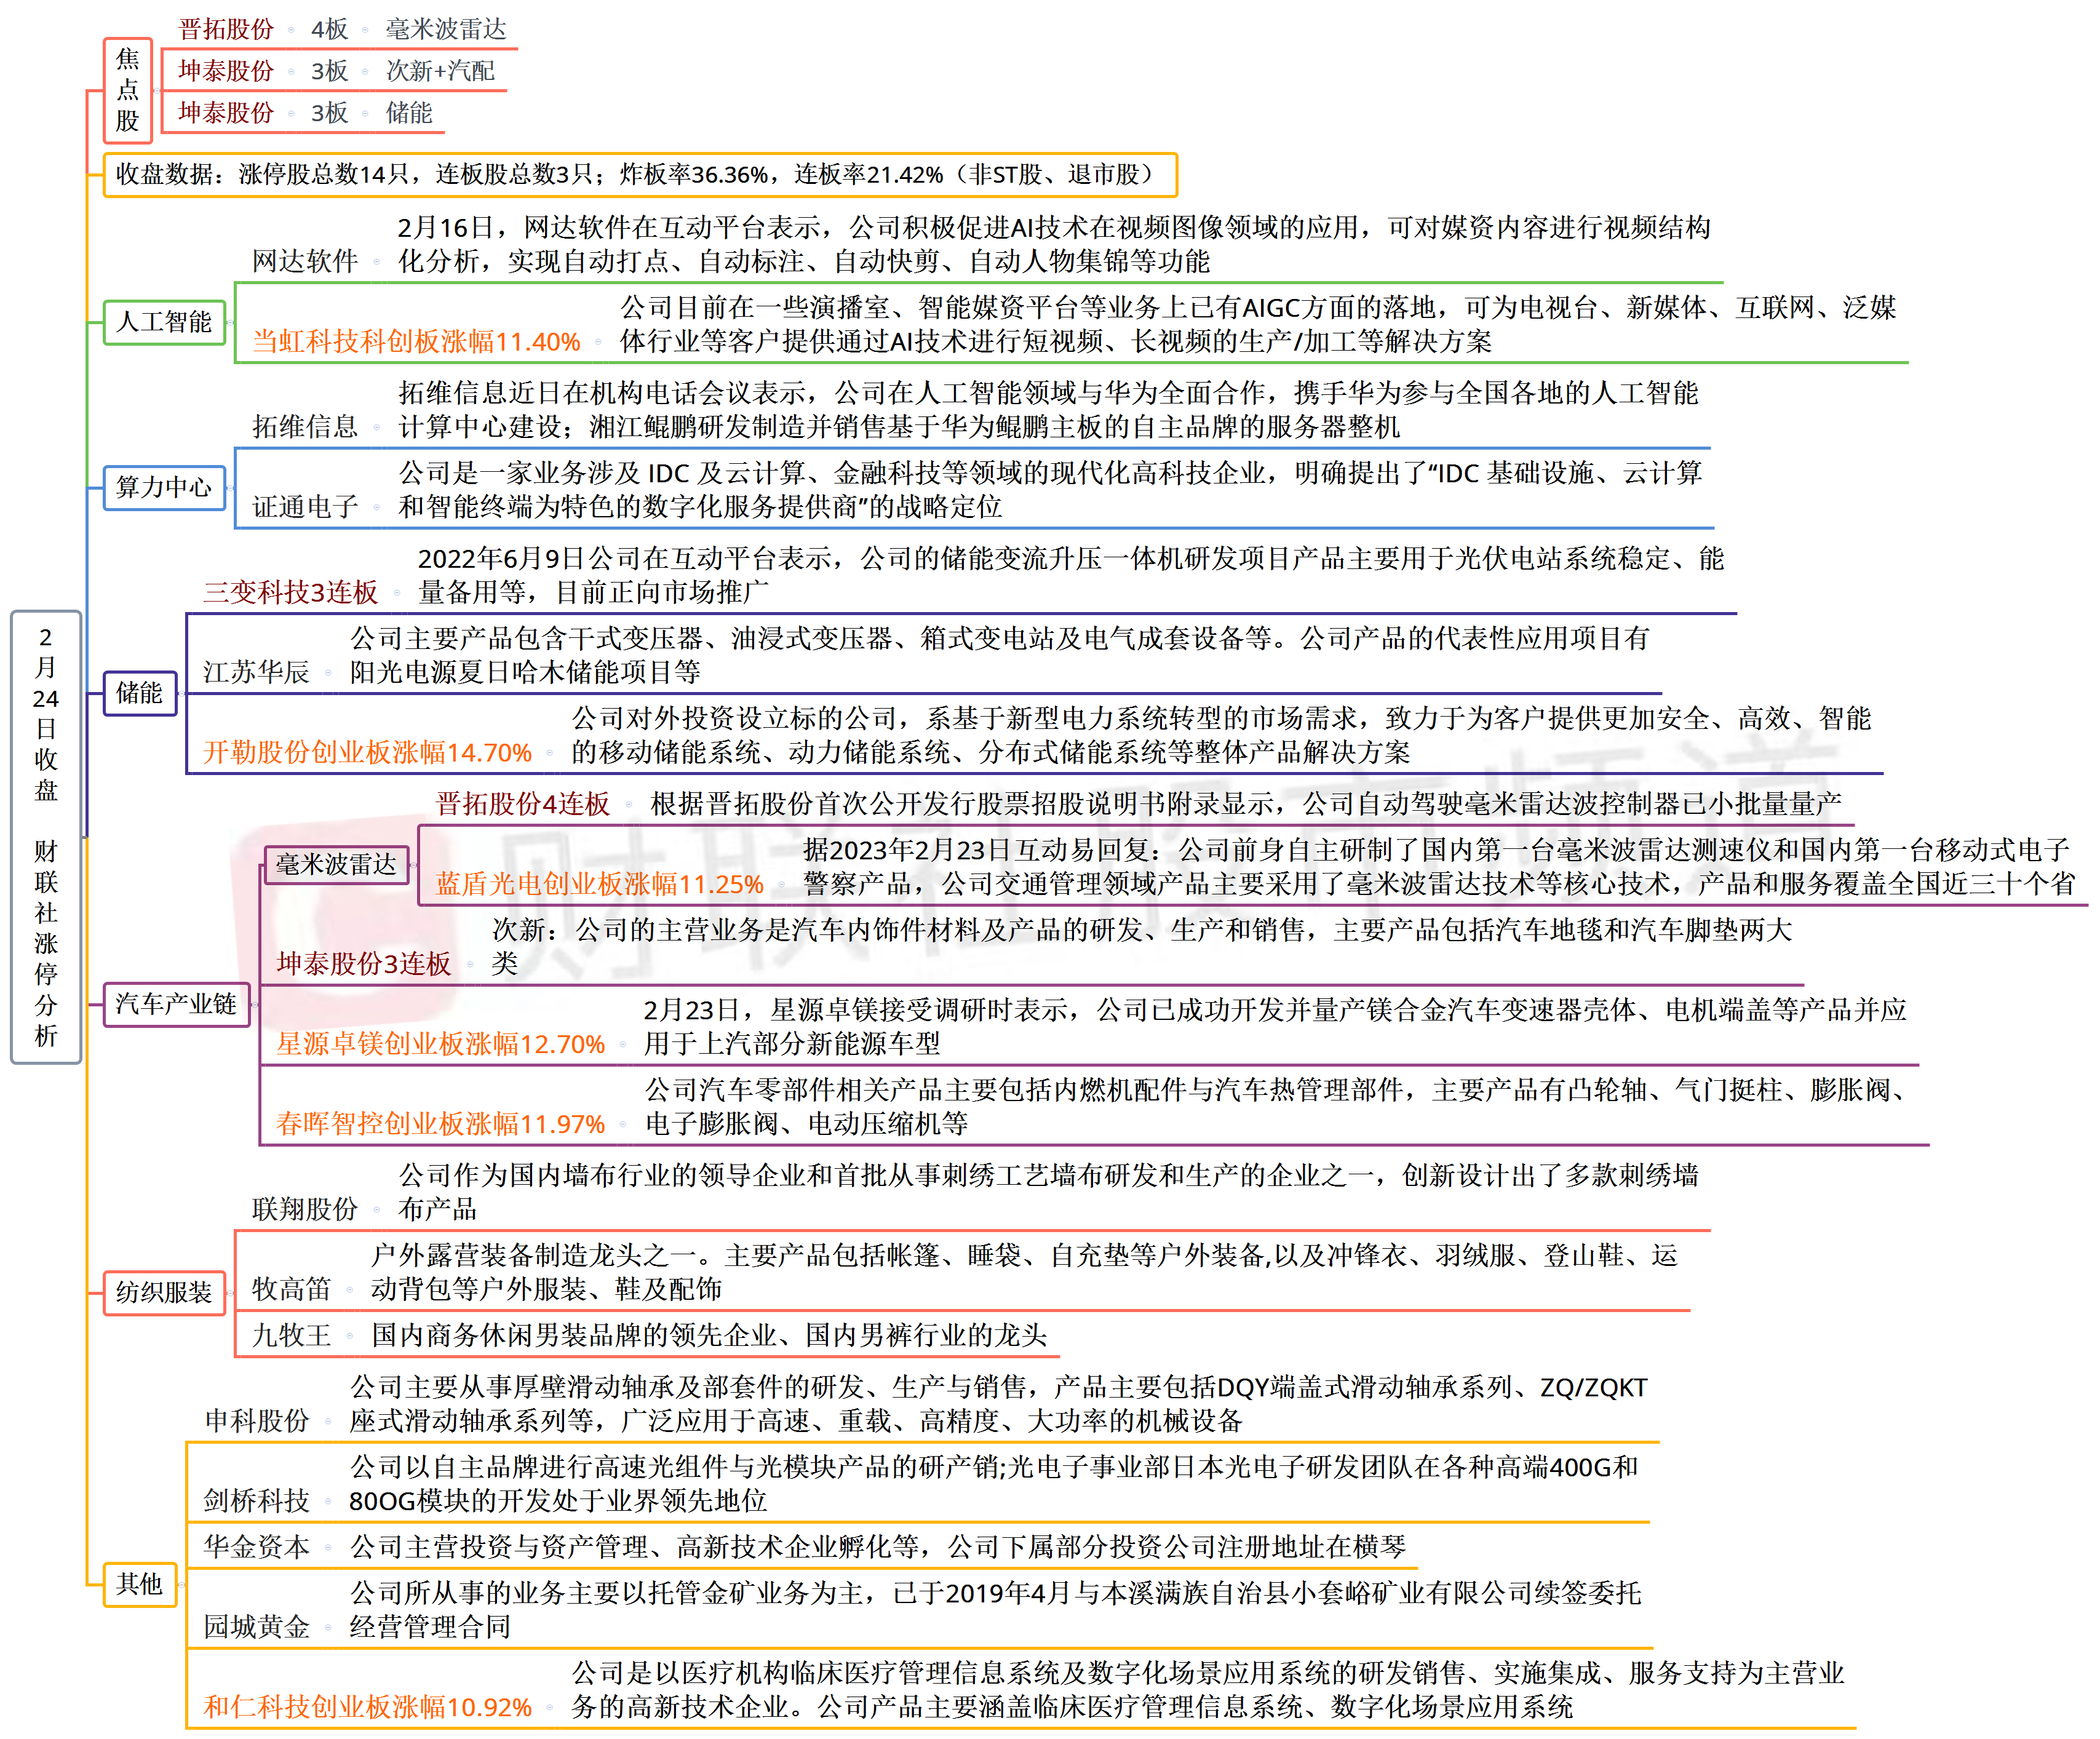 2月24日收盘 财联社涨停分析
焦点股
晋拓股份 4板 毫米波雷达
坤泰股份 3板 次新+汽配
坤泰股份 3板 储能
收盘数据：涨停股总数14只，连板股总数3只；炸板率36.36%，连板率21.42%（非ST股、退市股）
人工智能
网达软件
2月16日，网达软件在互动平台表示，公司积极促进AI技术在视频图像领域的应用，可对媒资内容进行视频结构
化分析，实现自动打点、自动标注、自动快剪、自动人物集锦等功能
当虹科技科创板涨幅11.40%
公司目前在一些演播室、智能媒资平台等业务上已有AIGC方面的落地，可为电视台、新媒体、互联网、泛媒
体行业等客户提供通过AI技术进行短视频、长视频的生产/加工等解决方案
算力中心
拓维信息
拓维信息近日在机构电话会议表示，公司在人工智能领域与华为全面合作，携手华为参与全国各地的人工智能
计算中心建设；湘江鲲鹏研发制造并销售基于华为鲲鹏主板的自主品牌的服务器整机
证通电子
公司是一家业务涉及 IDC 及云计算、金融科技等领域的现代化高科技企业，明确提出了“IDC 基础设施、云计算
和智能终端为特色的数字化服务提供商”的战略定位
储能
三变科技3连板
2022年6月9日公司在互动平台表示，公司的储能变流升压一体机研发项目产品主要用于光伏电站系统稳定、能
量备用等，目前正向市场推广
江苏华辰
公司主要产品包含干式变压器、油浸式变压器、箱式变电站及电气成套设备等。公司产品的代表性应用项目有
阳光电源夏日哈木储能项目等
开勒股份创业板涨幅14.70%
公司对外投资设立标的公司，系基于新型电力系统转型的市场需求，致力于为客户提供更加安全、高效、智能
的移动储能系统、动力储能系统、分布式储能系统等整体产品解决方案
汽车产业链
毫米波雷达
晋拓股份4连板
根据晋拓股份首次公开发行股票招股说明书附录显示，公司自动驾驶毫米雷达波控制器已小批量量产
蓝盾光电创业板涨幅11.25%
据2023年2月23日互动易回复：公司前身自主研制了国内第一台毫米波雷达测速仪和国内第一台移动式电子
警察产品，公司交通管理领域产品主要采用了毫米波雷达技术等核心技术，产品和服务覆盖全国近三十个省
坤泰股份3连板
次新：公司的主营业务是汽车内饰件材料及产品的研发、生产和销售，主要产品包括汽车地毯和汽车脚垫两大
类
星源卓镁创业板涨幅12.70%
2月23日，星源卓镁接受调研时表示，公司已成功开发并量产镁合金汽车变速器壳体、电机端盖等产品并应
用于上汽部分新能源车型
春晖智控创业板涨幅11.97%
公司汽车零部件相关产品主要包括内燃机配件与汽车热管理部件，主要产品有凸轮轴、气门挺柱、膨胀阀、
电子膨胀阀、电动压缩机等
纺织服装
联翔股份
公司作为国内墙布行业的领导企业和首批从事刺绣工艺墙布研发和生产的企业之一，创新设计出了多款刺绣墙
布产品
牧高笛
户外露营装备制造龙头之一。主要产品包括帐篷、睡袋、自充垫等户外装备,以及冲锋衣、羽绒服、登山鞋、运
动背包等户外服装、鞋及配饰
九牧王
国内商务休闲男装品牌的领先企业、国内男裤行业的龙头
其他
申科股份
公司主要从事厚壁滑动轴承及部套件的研发、生产与销售，产品主要包括DQY端盖式滑动轴承系列、ZQ/ZQKT
座式滑动轴承系列等，广泛应用于高速、重载、高精度、大功率的机械设备
剑桥科技
公司以自主品牌进行高速光组件与光模块产品的研产销;光电子事业部日本光电子研发团队在各种高端400G和
80OG模块的开发处于业界领先地位
华金资本
公司主营投资与资产管理、高新技术企业孵化等，公司下属部分投资公司注册地址在横琴
园城黄金
公司所从事的业务主要以托管金矿业务为主，已于2019年4月与本溪满族自治县小套峪矿业有限公司续签委托
经营管理合同
和仁科技创业板涨幅10.92%
公司是以医疗机构临床医疗管理信息系统及数字化场景应用系统的研发销售、实施集成、服务支持为主营业
务的高新技术企业。公司产品主要涵盖临床医疗管理信息系统、数字化场景应用系统
财联社股市频道